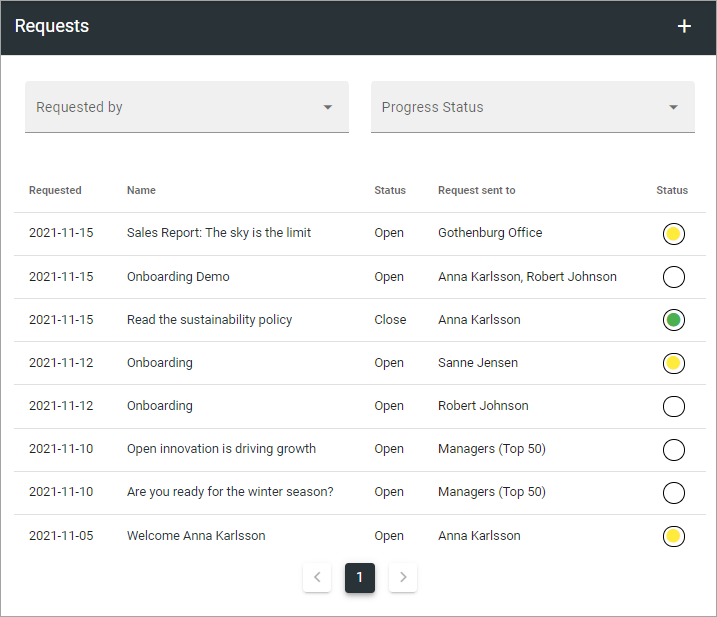 Requests +
Requested by Progress Status
Requested Name Status Request sent to Status
2021-11-15 Sales Report: The sky is the limit Open Gothenburg Office
2021-11-15 Onboarding Demo Open Anna Karlsson, Robert Johnson
2021-11-15 Read the sustainability policy Close Anna Karlsson
2021-11-12 Onboarding Open Sanne Jensen
2021-11-12 Onboarding Open Robert Johnson
2021-11-10 Open innovation is driving growth Open Managers (Top 50)
2021-11-10 Are you ready for the winter season? Open Managers (Top 50)
2021-11-05 Welcome Anna Karlsson Open Anna Karlsson
1